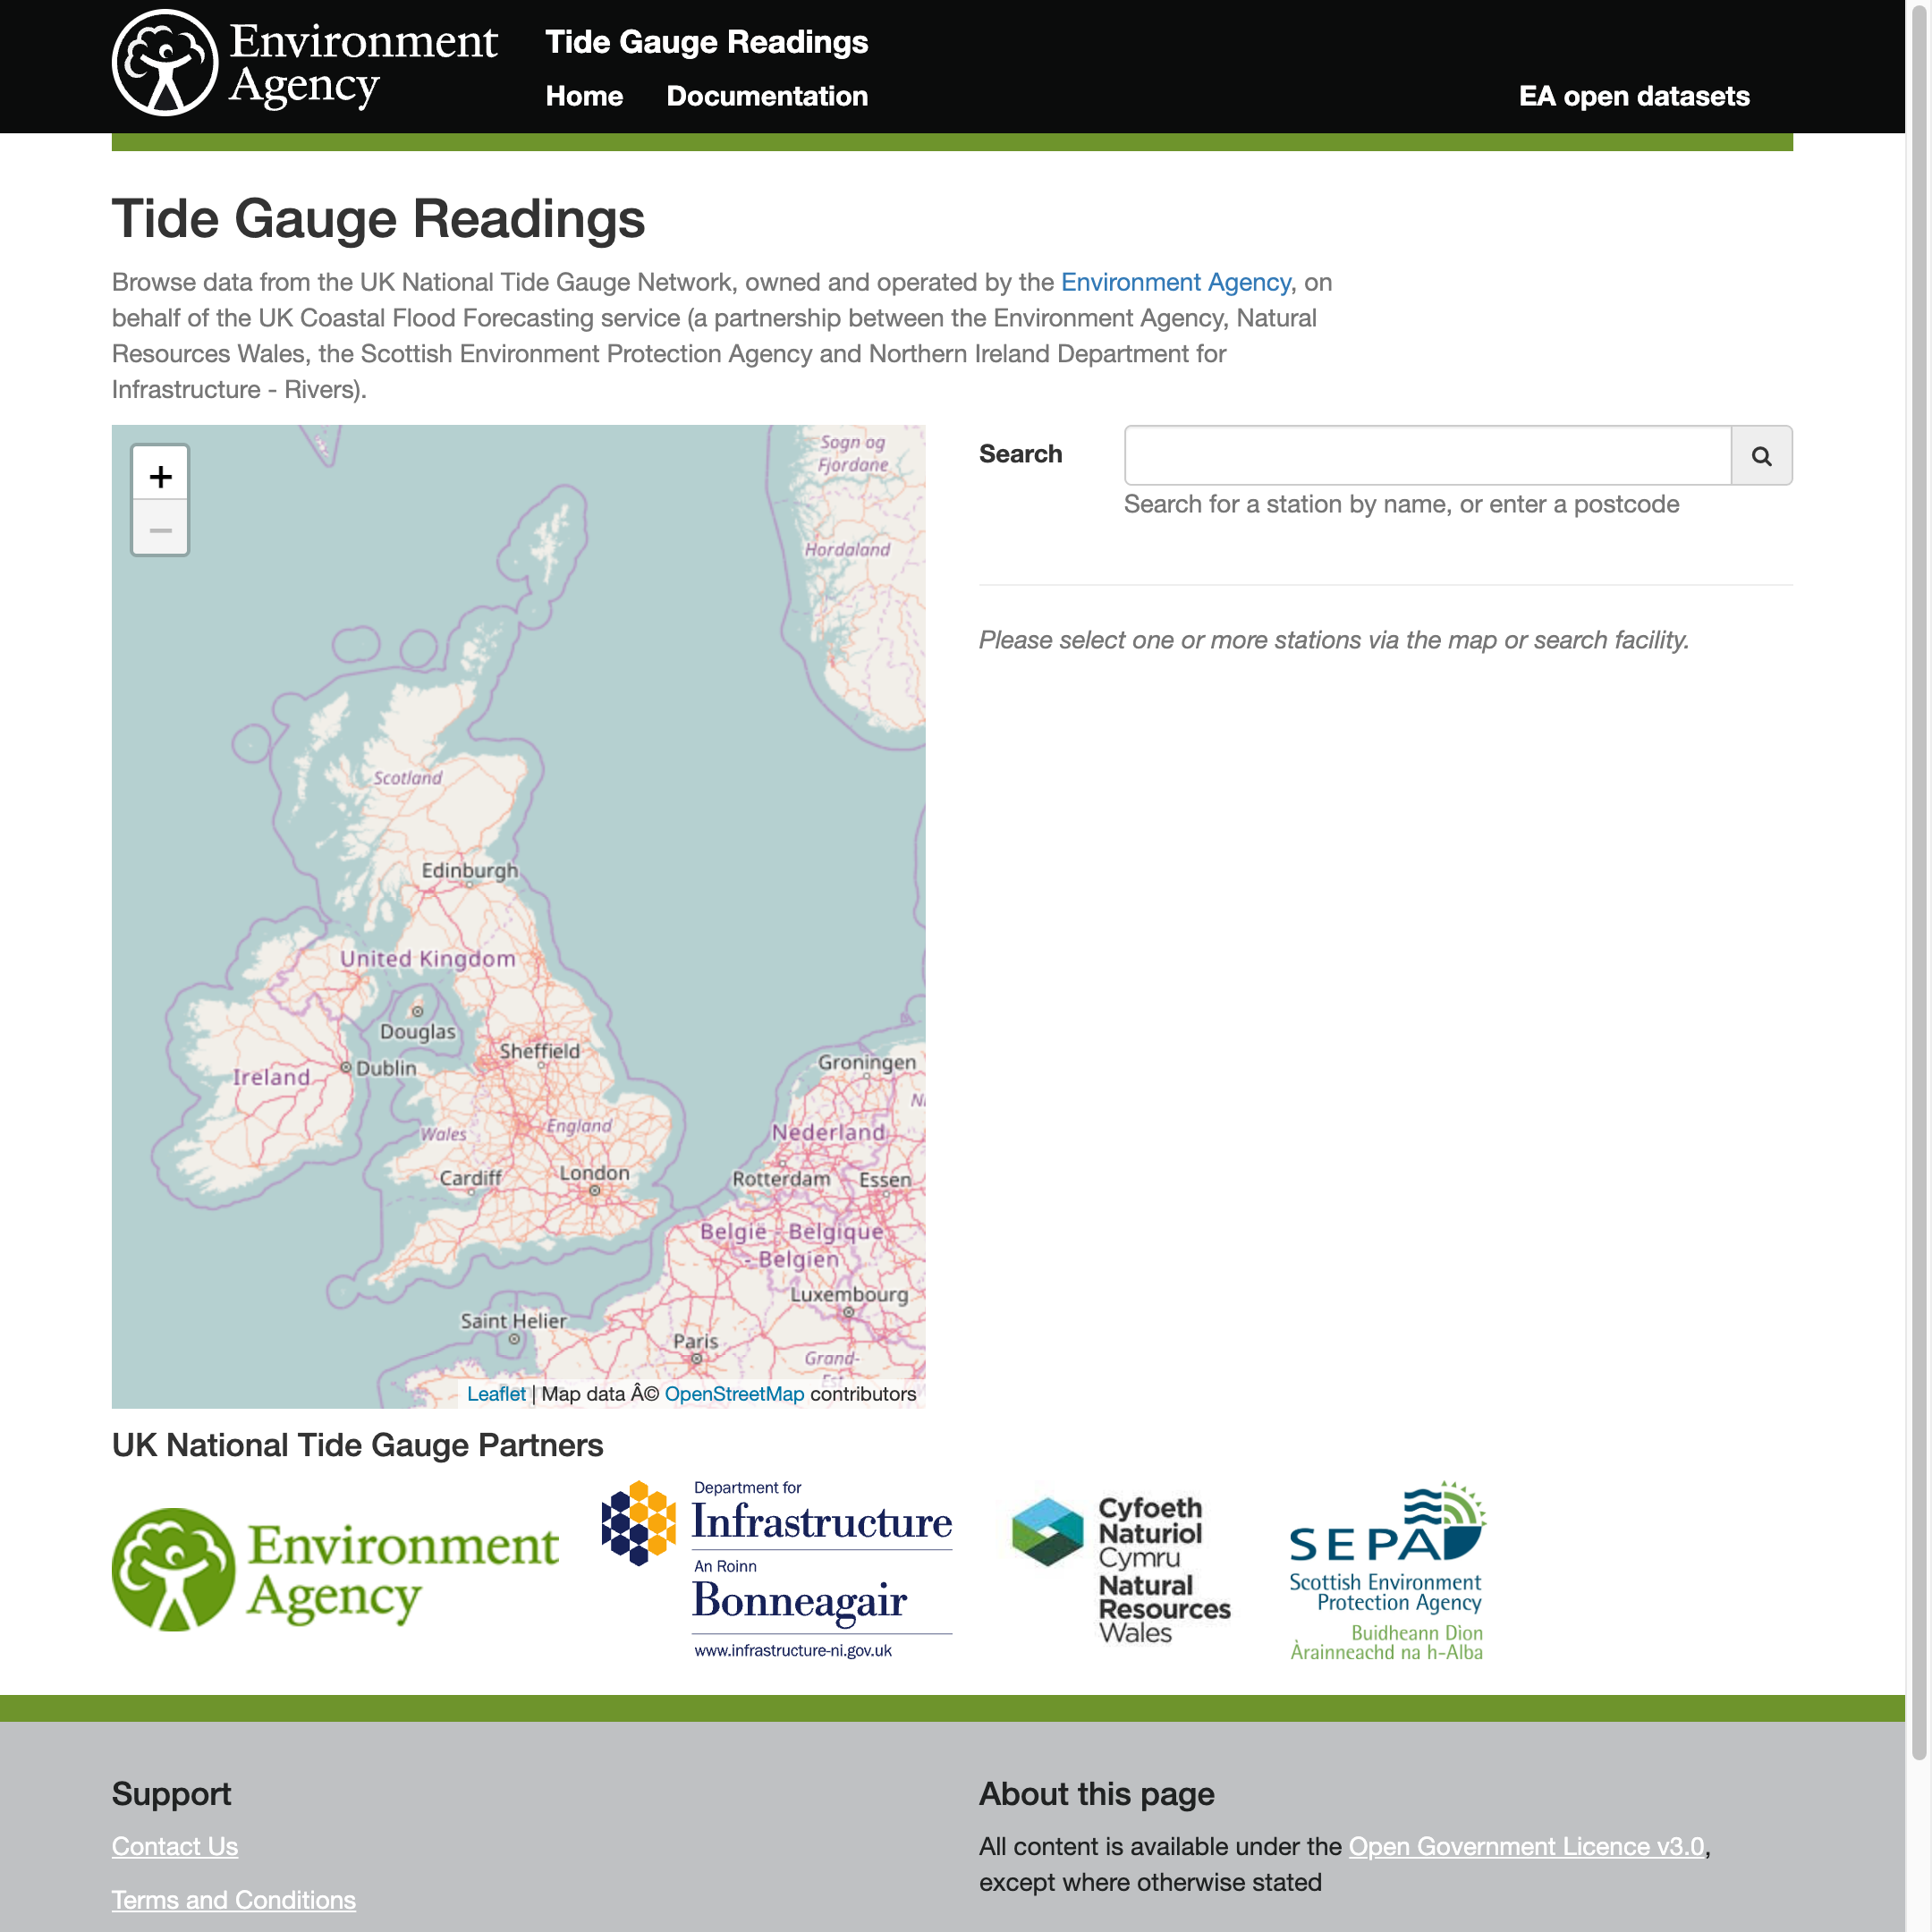 Environment
Agency
Tide Gauge Readings
Home Documentation
EA open datasets
Tide Gauge Readings
Browse data from the UK National Tide Gauge Network, owned and operated by the Environment Agency, on
behalf of the UK Coastal Flood Forecasting service (a partnership between the Environment Agency, Natural
Resources Wales, the Scottish Environment Protection Agency and Northern Ireland Department for
Infrastructure - Rivers).
+
−
Sogn og
Fjordane
Hordaland
Scotland
Edinburgh
United Kingdom
Douglas
Sheffield
Dublin
Ireland
Groningen
England
Wales
Nederland
Cardiff
London
Rotterdam
Essen
België - Belgique
- Belgien
Luxembourg
Saint Helier
Paris
Grand-
Est
Leaflet | Map data Â© OpenStreetMap contributors
Search
Search for a station by name, or enter a postcode
Please select one or more stations via the map or search facility.
UK National Tide Gauge Partners
Environment
Agency
Department for
Infrastructure
An Roinn
Bonneagair
www.infrastructure-ni.gov.uk
Cyfoeth
Naturiol
Cymru
Natural
Resources
Wales
SEPA
Scottish Environment
Protection Agency
Buidheann Dìon
Àrainneachd na h-Alba
Support
Contact Us
Terms and Conditions
About this page
All content is available under the Open Government Licence v3.0,
except where otherwise stated